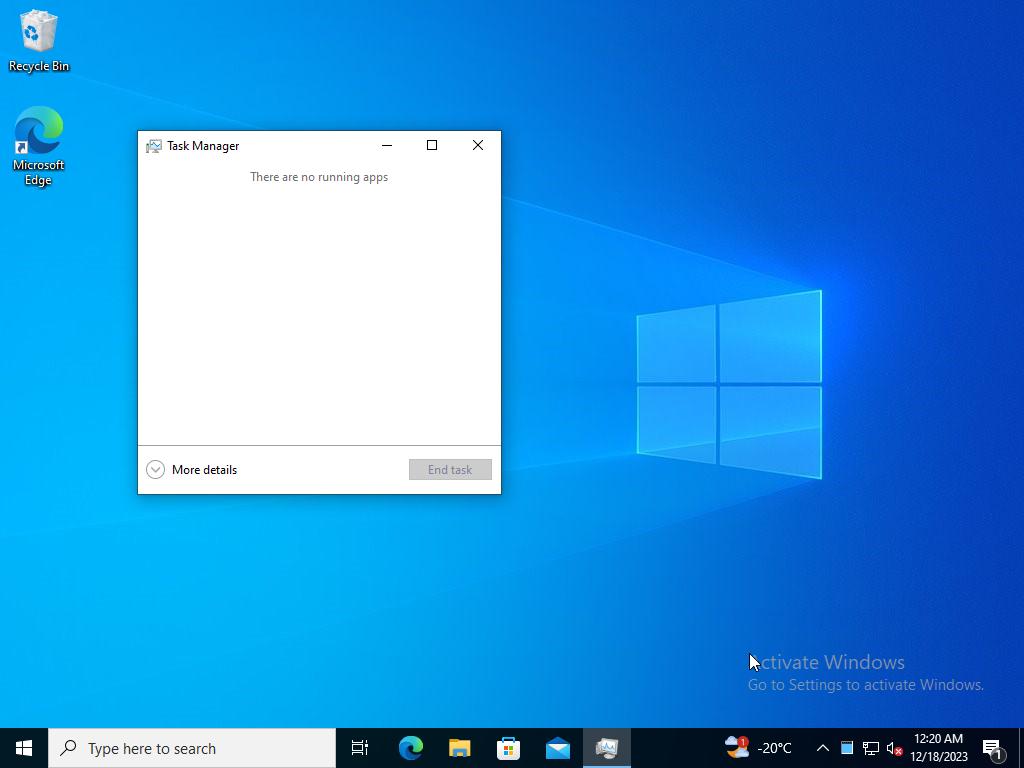 Recycle Bin
Microsoft
Edge
Task Manager
There are no running apps
More details
End task
Activate Windows
Go to Settings to activate Windows.
Type here to search
1
-20°C
12:20 AM
12/18/2023
1